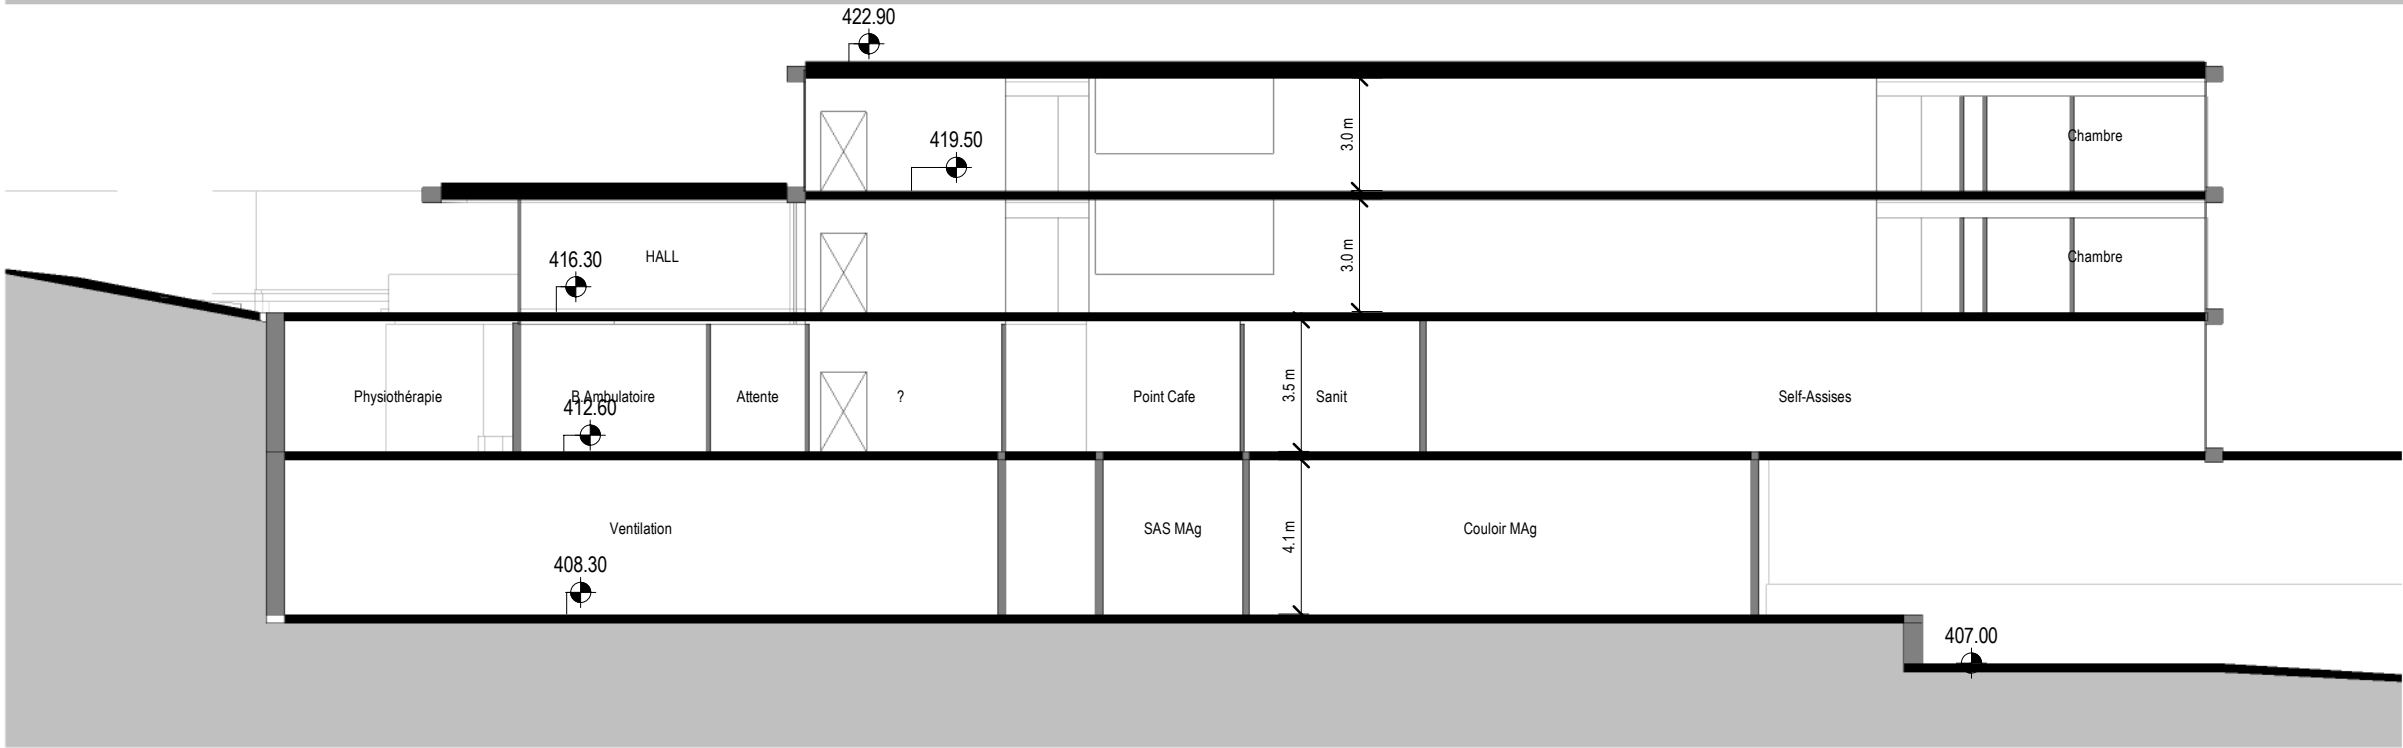 422.90
419.50
3.0 m
Chambre
416.30
HALL
3.0 m
Chambre
Physiothérapie
B.Ambulatoire
412.60
Attente
?
Point Cafe
3.5 m
Sanit
Self-Assises
Ventilation
408.30
SAS MAg
4.1 m
Couloir MAg
407.00